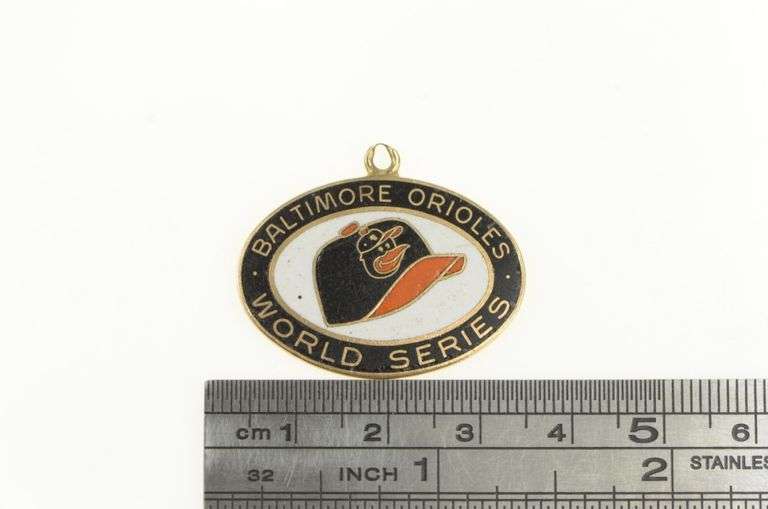 · BALTIMORE ORIOLES ·
WORLD SERIES
cm 1 2 3 4 5 6
32 INCH 1 2 STAINLES